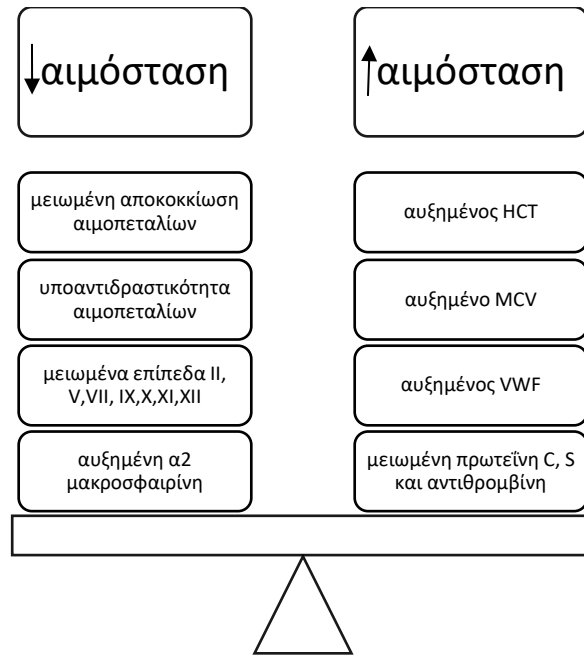 ↓αιμόσταση
↑αιμόσταση
μειωμένη αποκοκκίωση
αιμοπεταλίων
αυξημένος HCT
υποαντιδραστικότητα
αιμοπεταλίων
αυξημένο MCV
μειωμένα επίπεδα II,
V,VII, IX,X,XI,XII
αυξημένος VWF
αυξημένη α2
μακροσφαιρίνη
μειωμένη πρωτεΐνη C, S
και αντιθρομβίνη